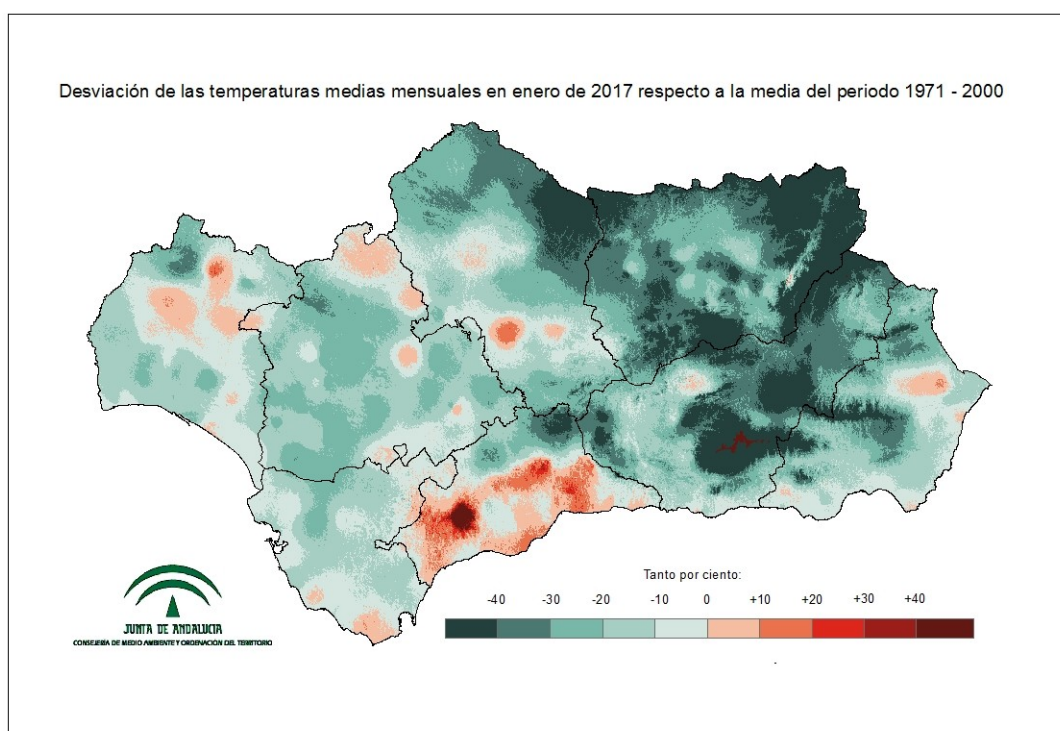 Desviación de las temperaturas medias mensuales en enero de 2017 respecto a la media del periodo 1971 - 2000
Tanto por ciento:
-40 -30 -20 -10 0 +10 +20 +30 +40
JUNTA DE ANDALUCIA
CONSEJERÍA DE MEDIO AMBIENTE Y ORDENACIÓN DEL TERRITORIO